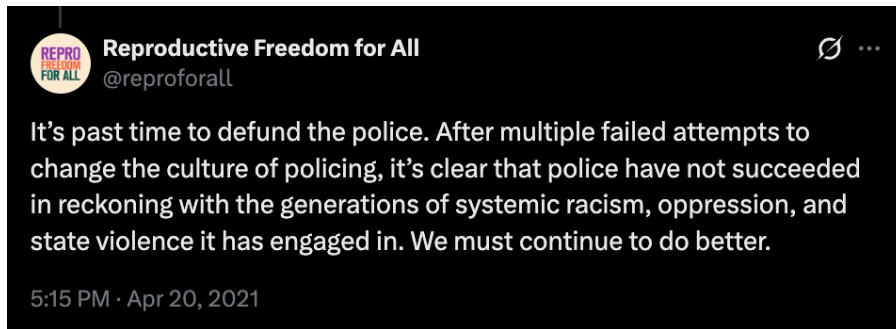 REPRO
FREEDOM
FOR ALL
Reproductive Freedom for All
@reproforall
It’s past time to defund the police. After multiple failed attempts to
change the culture of policing, it’s clear that police have not succeeded
in reckoning with the generations of systemic racism, oppression, and
state violence it has engaged in. We must continue to do better.
5:15 PM · Apr 20, 2021